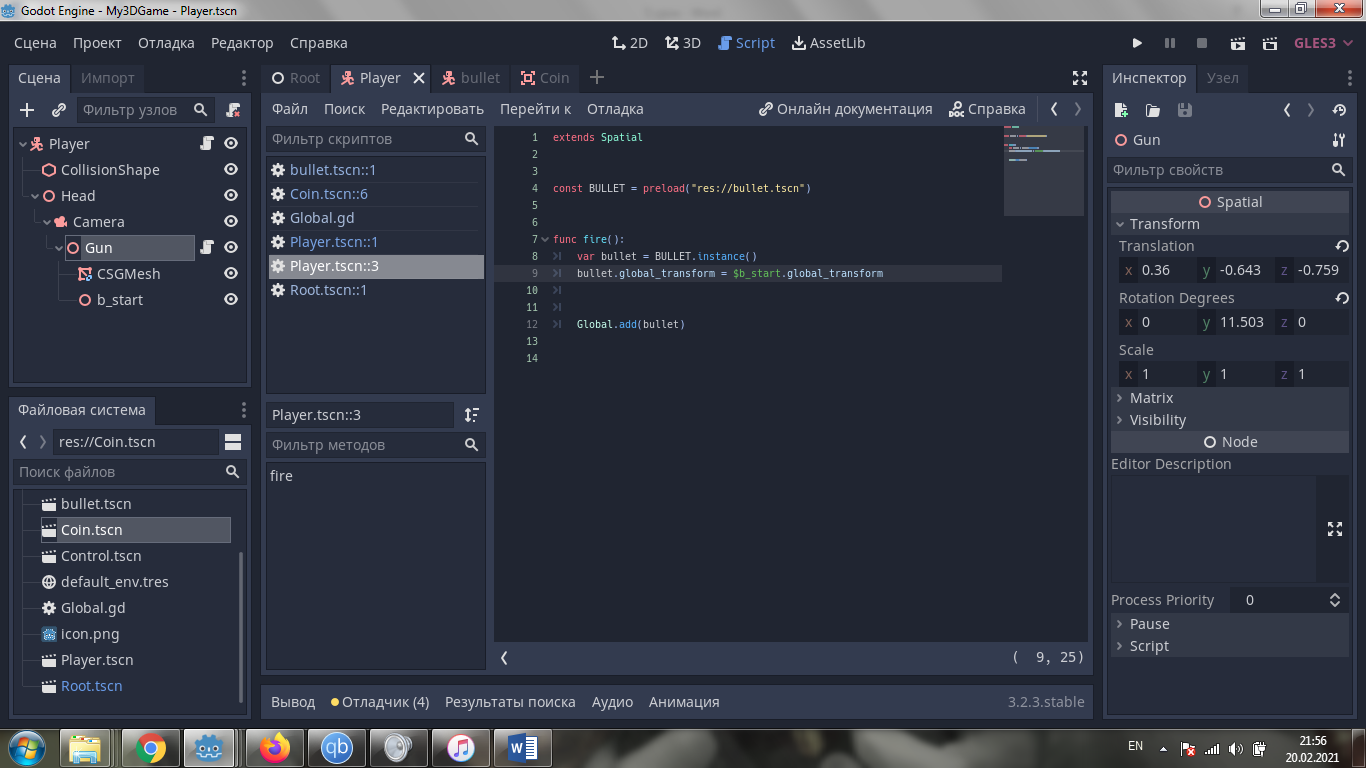 Godot Engine - My3DGame - Player.tscn
Сцена Проект Отладка Редактор Справка 2D 3D Script AssetLib GLES3
Сцена Импорт
Фильтр узлов
Player
CollisionShape
Head
Camera
Gun
CSGMesh
b_start
Файловая система
res://Coin.tscn
Поиск файлов
bullet.tscn
Coin.tscn
Control.tscn
default_env.tres
Global.gd
icon.png
Player.tscn
Root.tscn
Root Player bullet Coin
Файл Поиск Редактировать Перейти к Отладка Онлайн документация Справка
Фильтр скриптов
bullet.tscn::1
Coin.tscn::6
Global.gd
Player.tscn::1
Player.tscn::3
Root.tscn::1
Player.tscn::3
Фильтр методов
fire
1 extends Spatial
2
3
4 const BULLET = preload("res://bullet.tscn")
5
6
7 func fire():
8 var bullet = BULLET.instance()
9 bullet.global_transform = $b_start.global_transform
10
11
12 Global.add(bullet)
13
14
( 9, 25)
Вывод Отладчик (4) Результаты поиска Аудио Анимация 3.2.3.stable
Инспектор Узел
Gun
Фильтр свойств
Spatial
Transform
Translation
x 0.36 y -0.643 z -0.759
Rotation Degrees
x 0 y 11.503 z 0
Scale
x 1 y 1 z 1
Matrix
Visibility
Node
Editor Description
Process Priority 0
Pause
Script
EN 21:56
20.02.2021